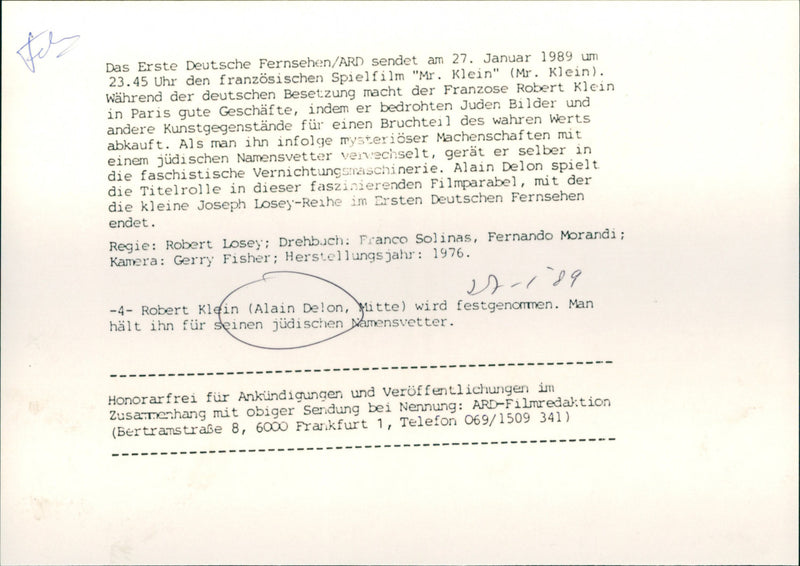 Das Erste Deutsche Fernsehen/ARD sendet am 27. Januar 1989 um
23.45 Uhr den französischen Spielfilm "Mr. Klein" (Mr. Klein).
Während der deutschen Besetzung macht der Franzose Robert Klein
in Paris gute Geschäfte, indem er bedrohten Juden Bilder und
andere Kunstgegenstände für einen Bruchteil des wahren Werts
abkauft. Als man ihn infolge mysteriöser Machenschaften mit
einem jüdischen Namensvetter verwechselt, gerät er selber in
die faschistische Vernichtungsmaschinerie. Alain Delon spielt
die Titelrolle in dieser faszinierenden Filmparabel, mit der
die kleine Joseph Losey-Reihe im Ersten Deutschen Fernsehen
endet.
Regie: Robert Losey; Drehbuch: Franco Solinas, Fernando Morandi;
Kamera: Gerry Fisher; Herstellungsjahr: 1976.
27-1'89
-4- Robert Klein (Alain Delon, Mitte) wird festgenommen. Man
hält ihn für seinen jüdischen Namensvetter.
Honorarfrei für Ankündigungen und Veröffentlichungen im
Zusammenhang mit obiger Sendung bei Nennung: ARD-Filmredaktion
(Bertramstraße 8, 6000 Frankfurt 1, Telefon 069/1509 341)